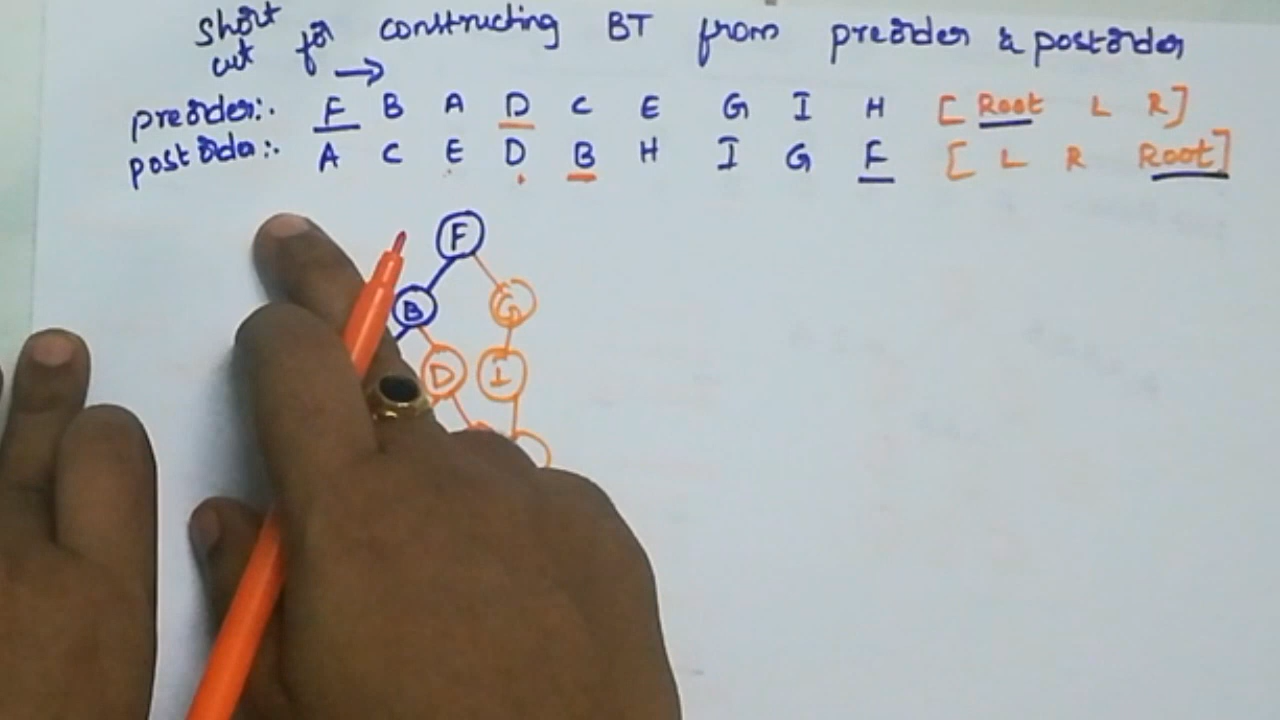 short cut for constructing BT from preorder & postorder
preorder:. F B A D C E G I H [ Root L R ]
postorder:. A C E D B H I G F [ L R Root ]
F
B G
D I